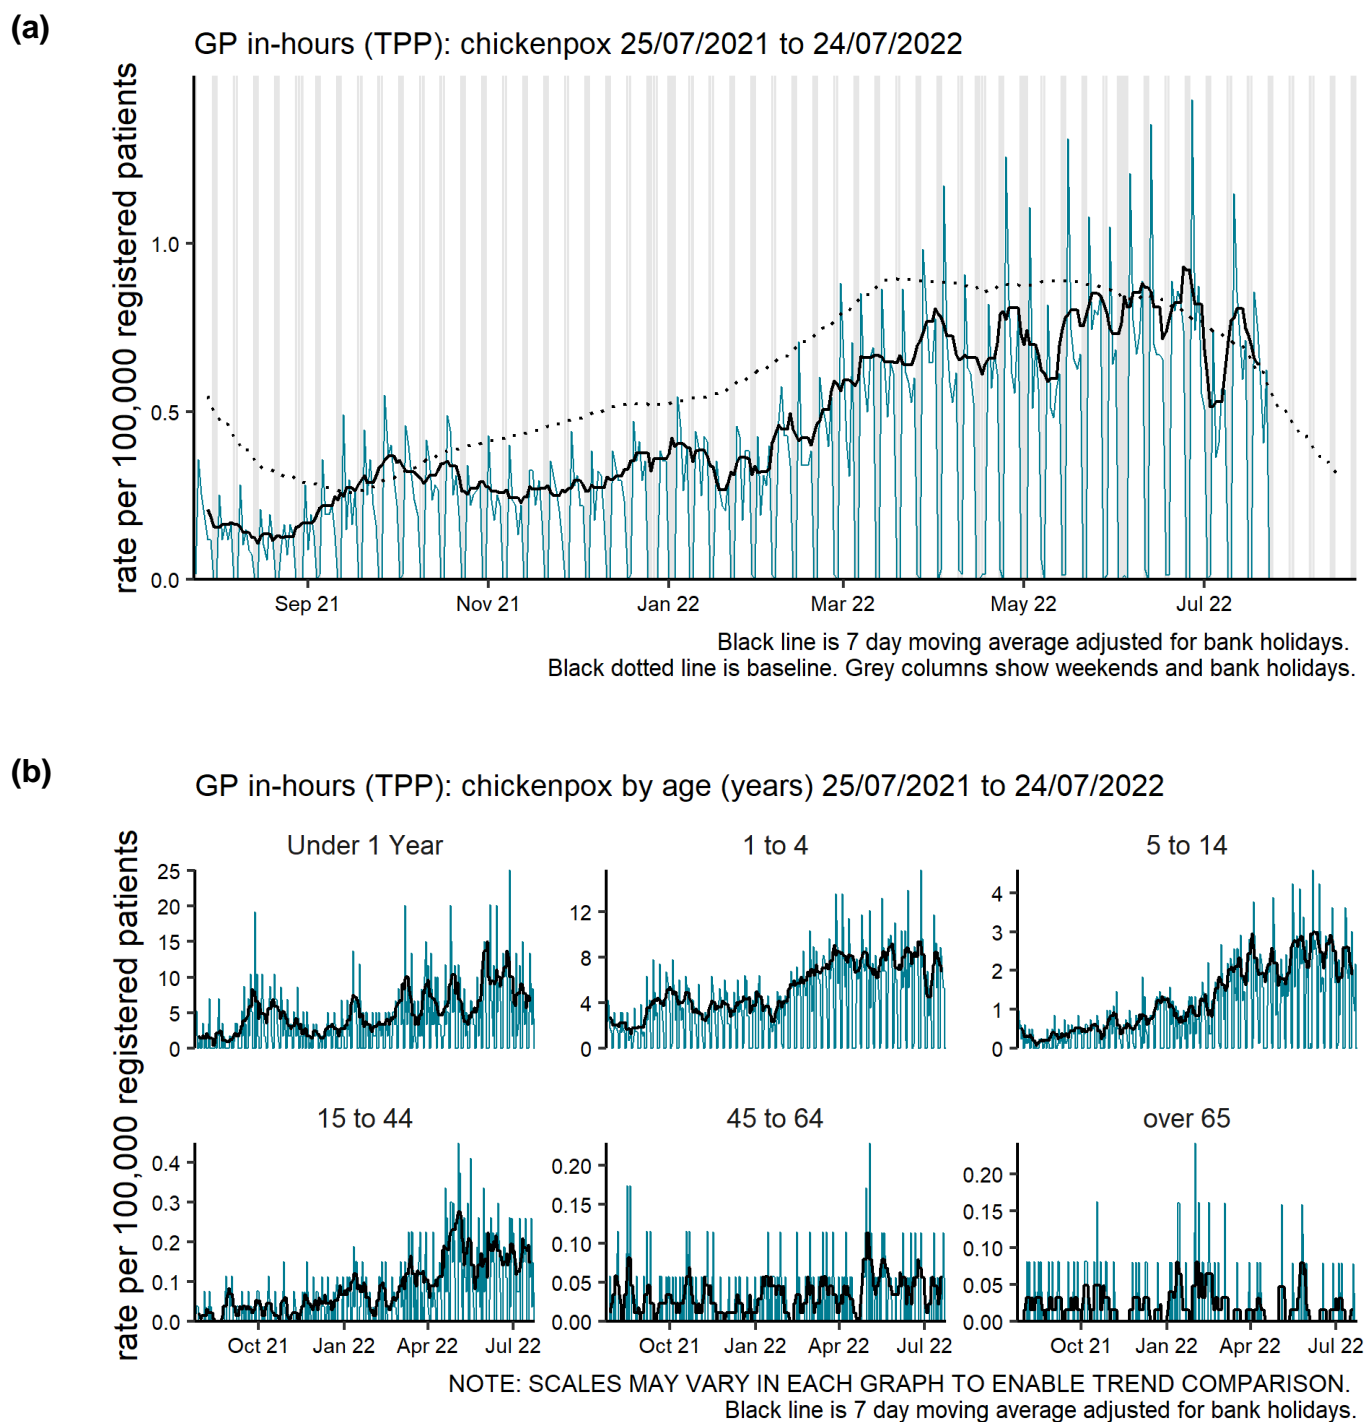 (a)
GP in-hours (TPP): chickenpox 25/07/2021 to 24/07/2022
rate per 100,000 registered patients
1.0
0.5
0.0
Sep 21 Nov 21 Jan 22 Mar 22 May 22 Jul 22
Black line is 7 day moving average adjusted for bank holidays.
Black dotted line is baseline. Grey columns show weekends and bank holidays.
(b)
GP in-hours (TPP): chickenpox by age (years) 25/07/2021 to 24/07/2022
rate per 100,000 registered patients
Under 1 Year
25
20
15
10
5
0
1 to 4
12
8
4
0
5 to 14
4
3
2
1
0
15 to 44
0.4
0.3
0.2
0.1
0.0
Oct 21 Jan 22 Apr 22 Jul 22
45 to 64
0.20
0.15
0.10
0.05
0.00
Oct 21 Jan 22 Apr 22 Jul 22
over 65
0.20
0.15
0.10
0.05
0.00
Oct 21 Jan 22 Apr 22 Jul 22
NOTE: SCALES MAY VARY IN EACH GRAPH TO ENABLE TREND COMPARISON.
Black line is 7 day moving average adjusted for bank holidays.